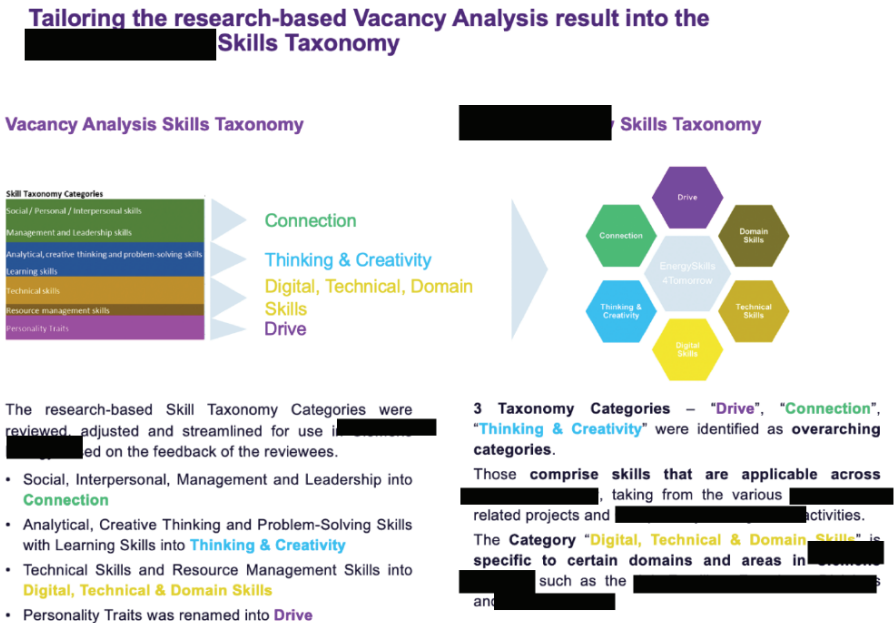 Tailoring the research-based Vacancy Analysis result into the
Skills Taxonomy
Vacancy Analysis Skills Taxonomy
Skill Taxonomy Categories
Social / Personal / Interpersonal skills
Management and Leadership skills
Analytical, creative thinking and problem-solving skills
Learning skills
Technical skills
Resource management skills
Personality Traits
Connection
Thinking & Creativity
Digital, Technical, Domain
Skills
Drive
The research-based Skill Taxonomy Categories were
reviewed, adjusted and streamlined for use
on the feedback of the reviewees.
• Social, Interpersonal, Management and Leadership into
Connection
• Analytical, Creative Thinking and Problem-Solving Skills
with Learning Skills into Thinking & Creativity
• Technical Skills and Resource Management Skills into
Digital, Technical & Domain Skills
• Personality Traits was renamed into Drive
Skills Taxonomy
Drive
Connection
Domain
Skills
EnergySkills
4Tomorrow
Thinking &
Creativity
Technical
Skills
Digital
Skills
3 Taxonomy Categories – “Drive”, “Connection”,
“Thinking & Creativity” were identified as overarching
categories.
Those comprise skills that are applicable across
, taking from the various
related projects and activities.
The Category “Digital, Technical & Domain Skills” is
specific to certain domains and areas in
such as the
and